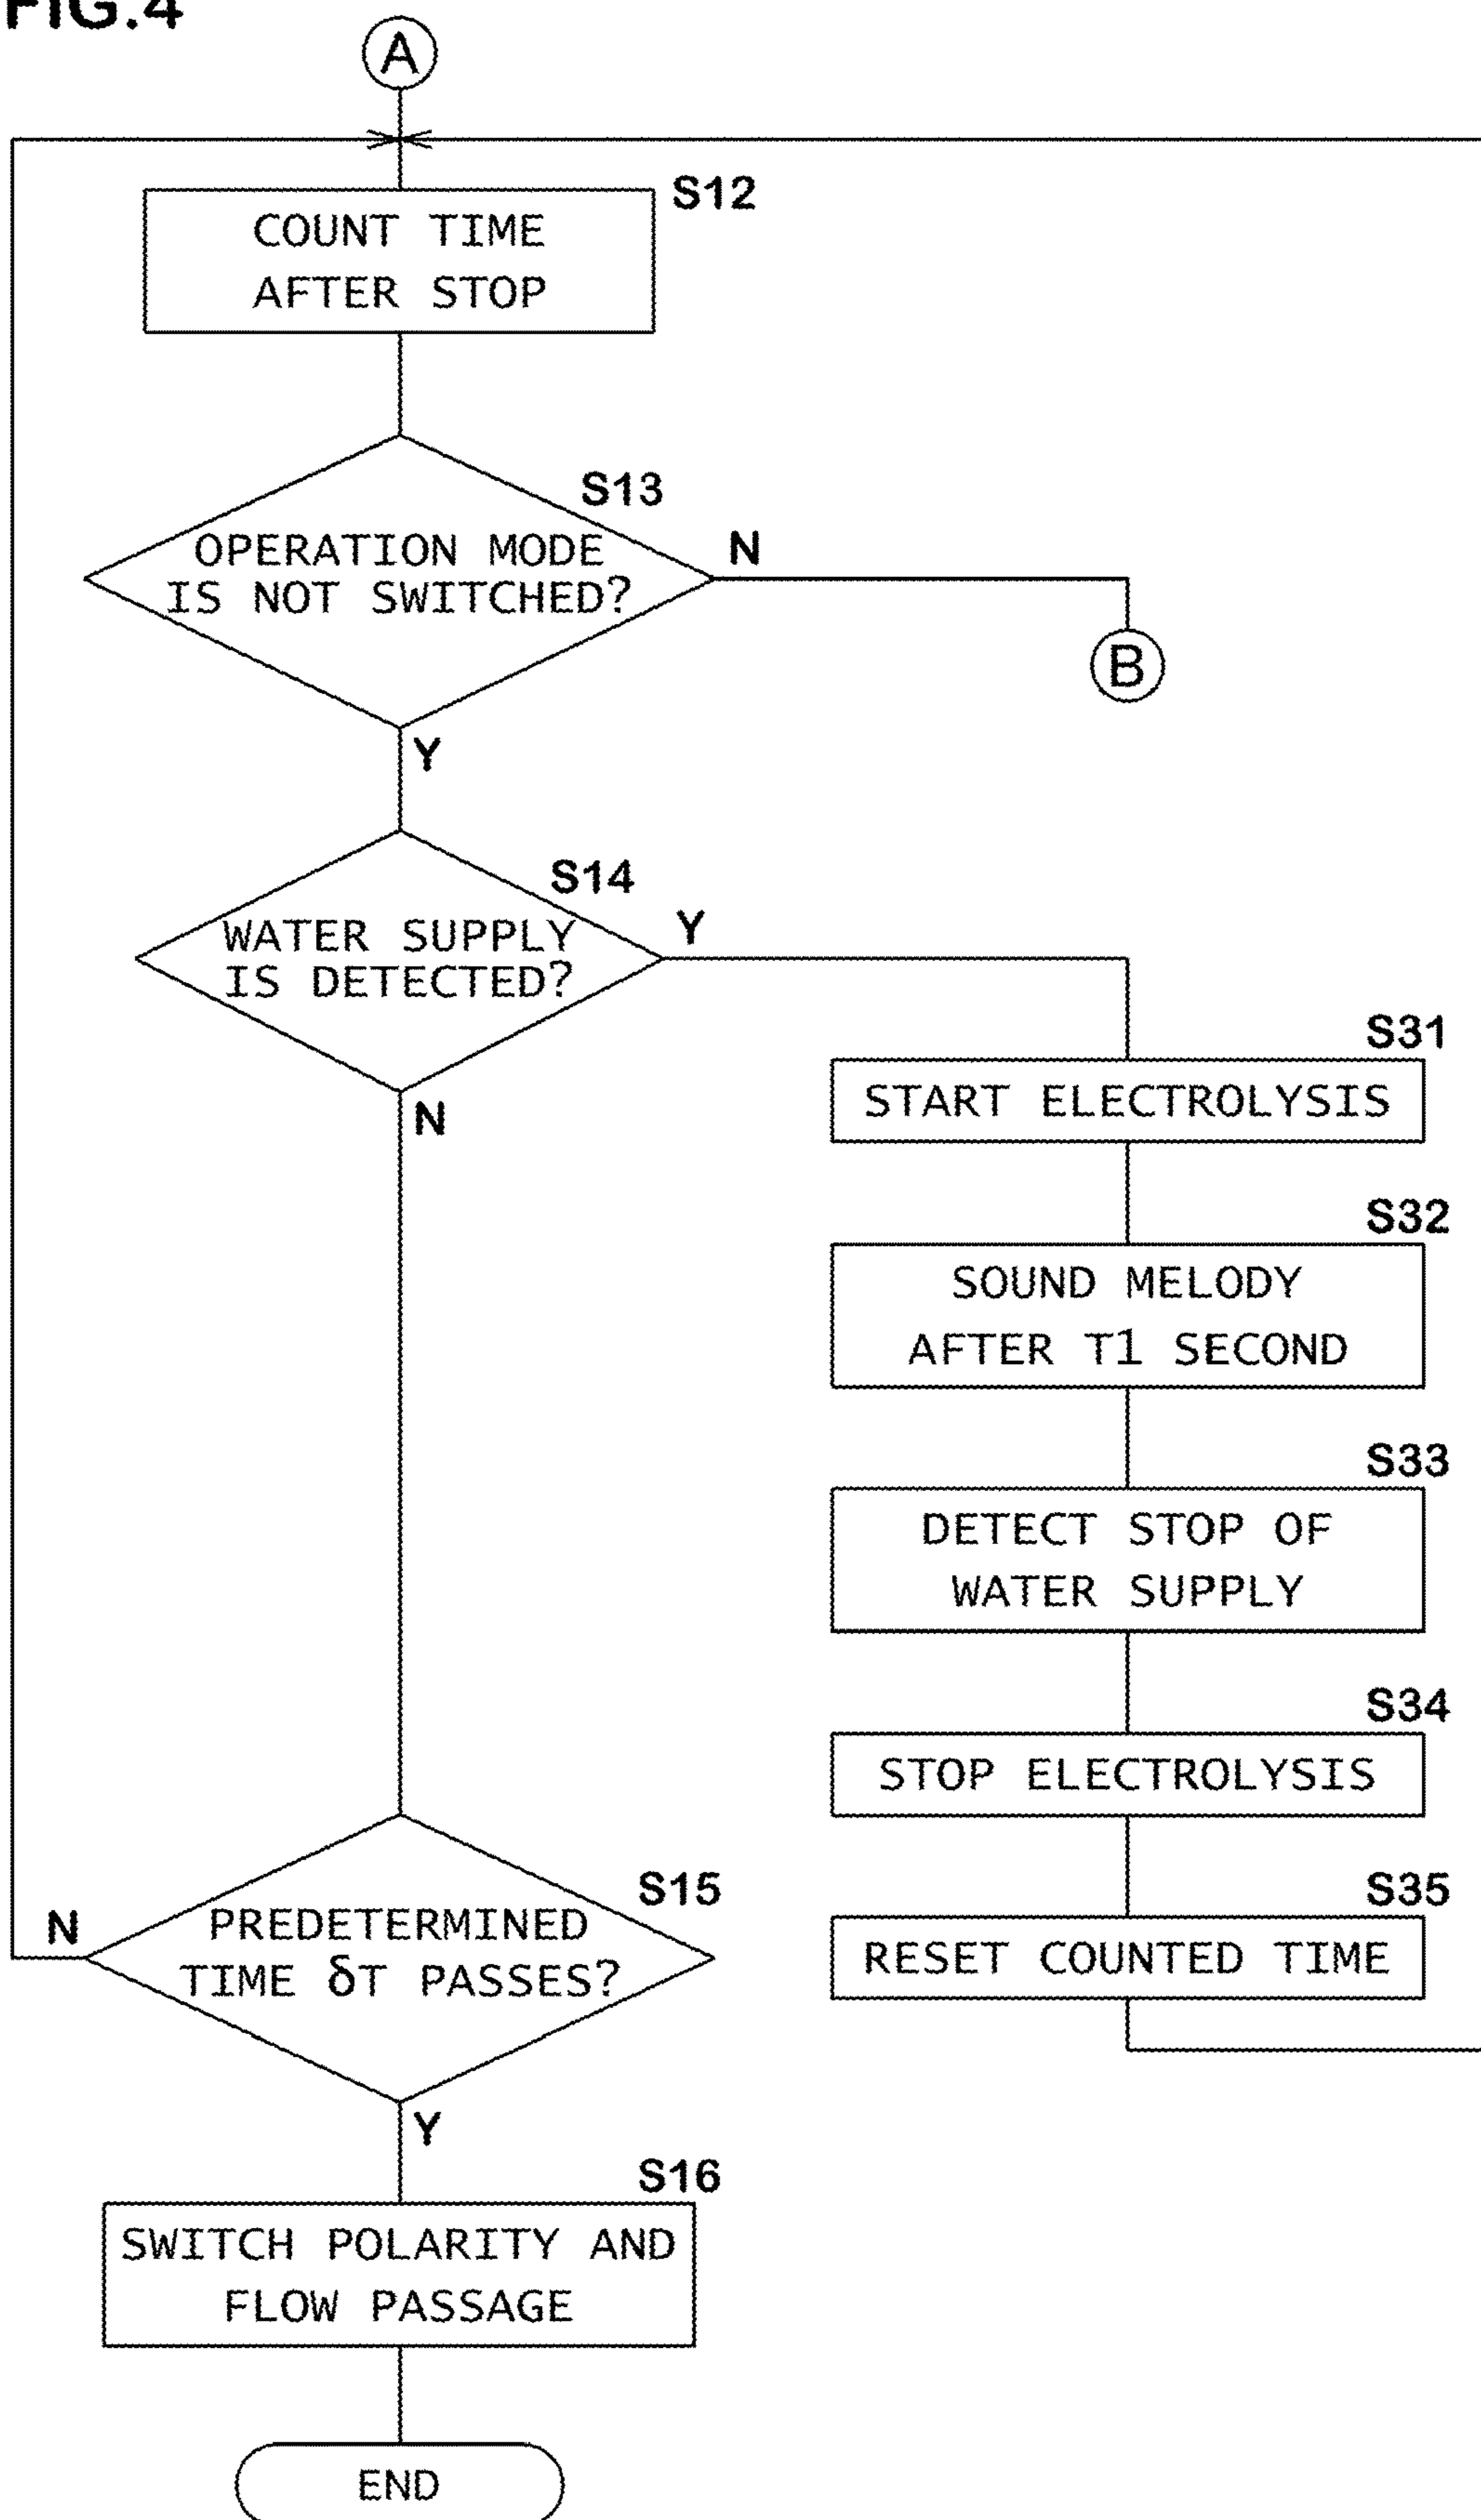 FIG.4
A
S12
COUNT TIME
AFTER STOP
S13
OPERATION MODE
IS NOT SWITCHED?
N
B
Y
S14
WATER SUPPLY
IS DETECTED?
Y
N
S31
START ELECTROLYSIS
S32
SOUND MELODY
AFTER T1 SECOND
S33
DETECT STOP OF
WATER SUPPLY
S34
STOP ELECTROLYSIS
S35
RESET COUNTED TIME
S15
PREDETERMINED
TIME δT PASSES?
N
Y
S16
SWITCH POLARITY AND
FLOW PASSAGE
END